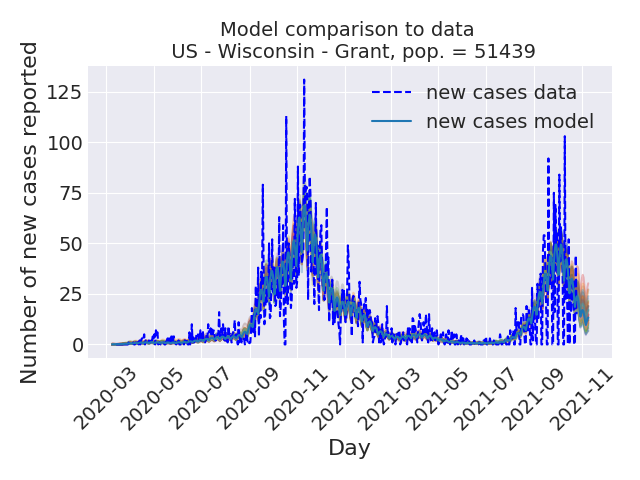 Model comparison to data
US - Wisconsin - Grant, pop. = 51439
Number of new cases reported
125
100
75
50
25
0
new cases data
new cases model
2020-03
2020-05
2020-07
2020-09
2020-11
2021-01
2021-03
2021-05
2021-07
2021-09
2021-11
Day